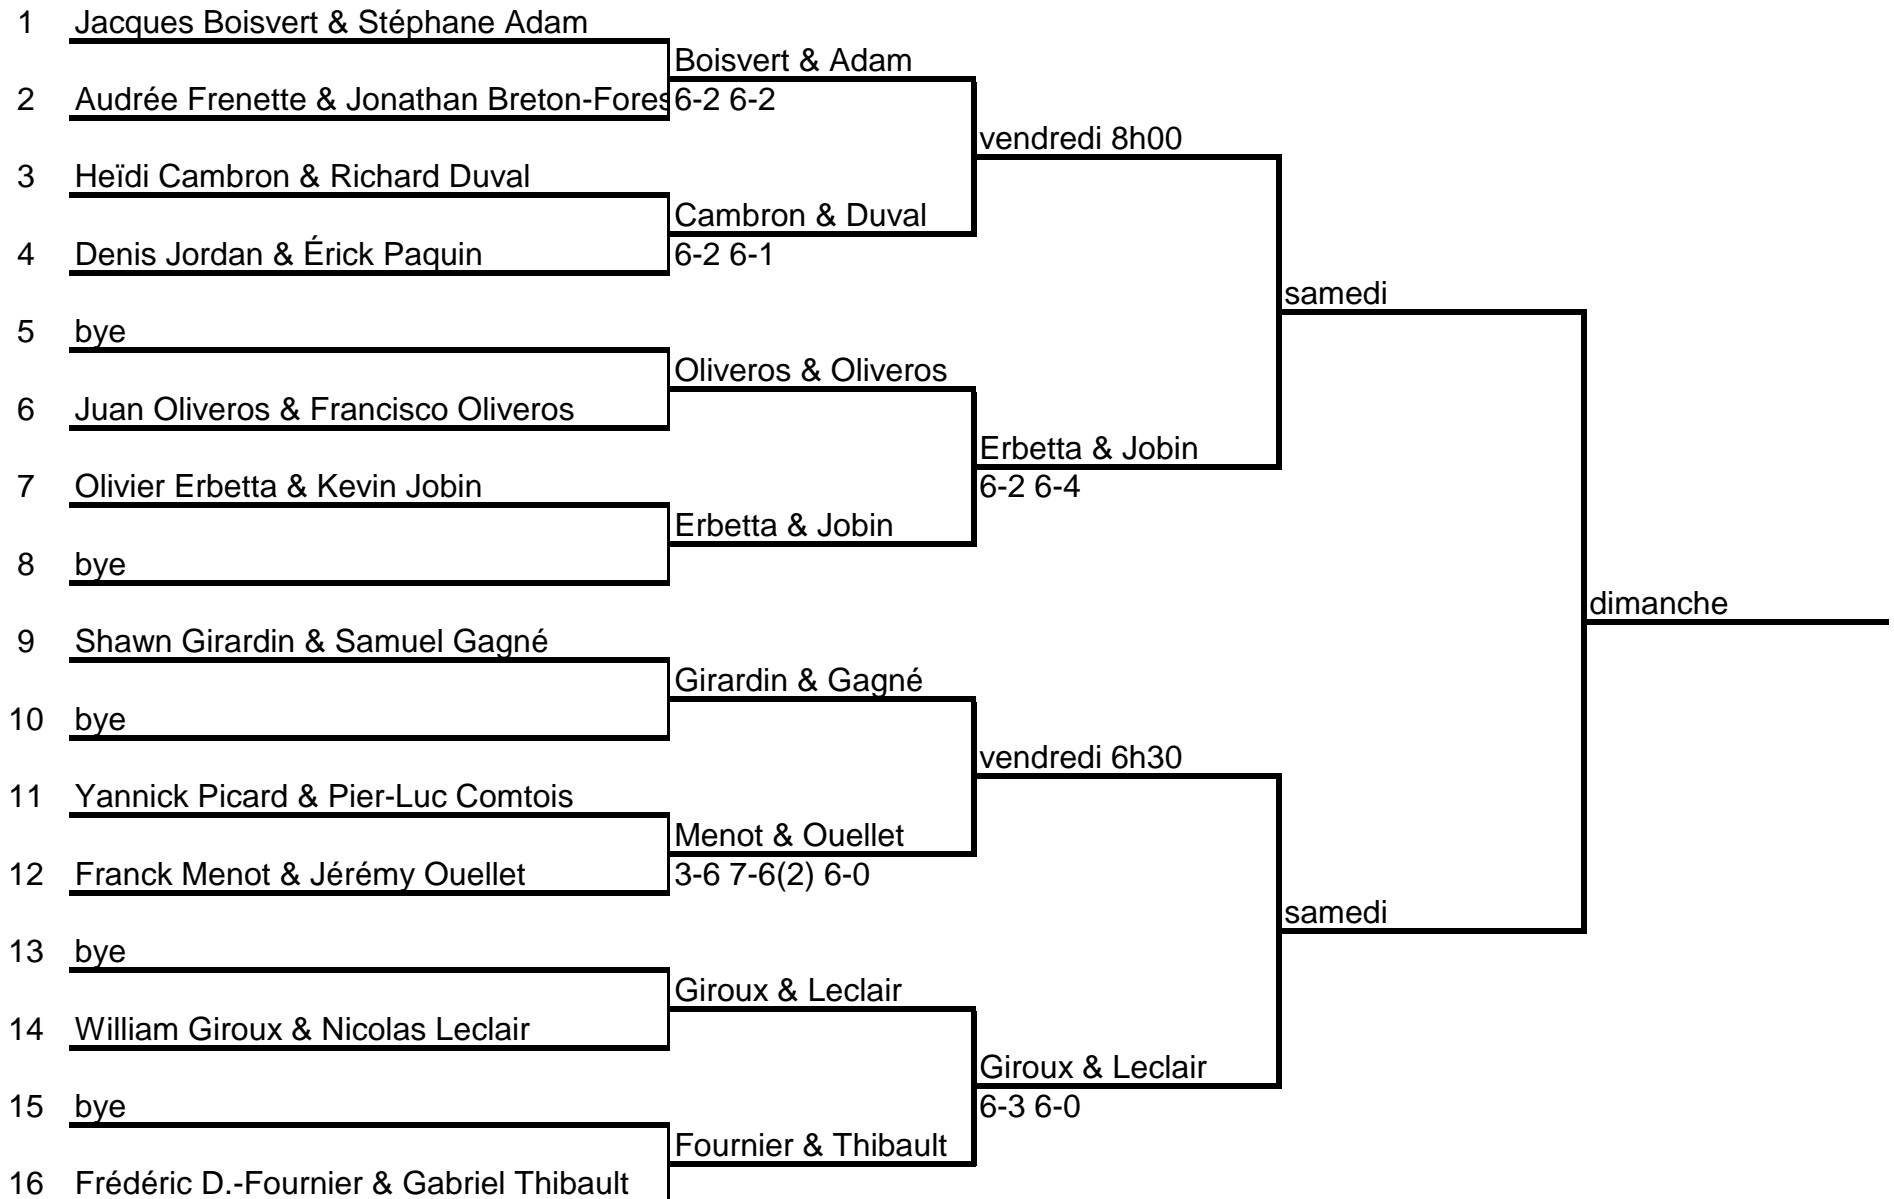 1 Jacques Boisvert & Stéphane Adam
Boisvert & Adam
2 Audrée Frenette & Jonathan Breton-Fores
6-2 6-2
vendredi 8h00
3 Heïdi Cambron & Richard Duval
Cambron & Duval
4 Denis Jordan & Érick Paquin
6-2 6-1
samedi
5 bye
Oliveros & Oliveros
6 Juan Oliveros & Francisco Oliveros
Erbetta & Jobin
7 Olivier Erbetta & Kevin Jobin
6-2 6-4
Erbetta & Jobin
8 bye
dimanche
9 Shawn Girardin & Samuel Gagné
Girardin & Gagné
10 bye
vendredi 6h30
11 Yannick Picard & Pier-Luc Comtois
Menot & Ouellet
12 Franck Menot & Jérémy Ouellet
3-6 7-6(2) 6-0
samedi
13 bye
Giroux & Leclair
14 William Giroux & Nicolas Leclair
Giroux & Leclair
15 bye
6-3 6-0
Fournier & Thibault
16 Frédéric D.-Fournier & Gabriel Thibault